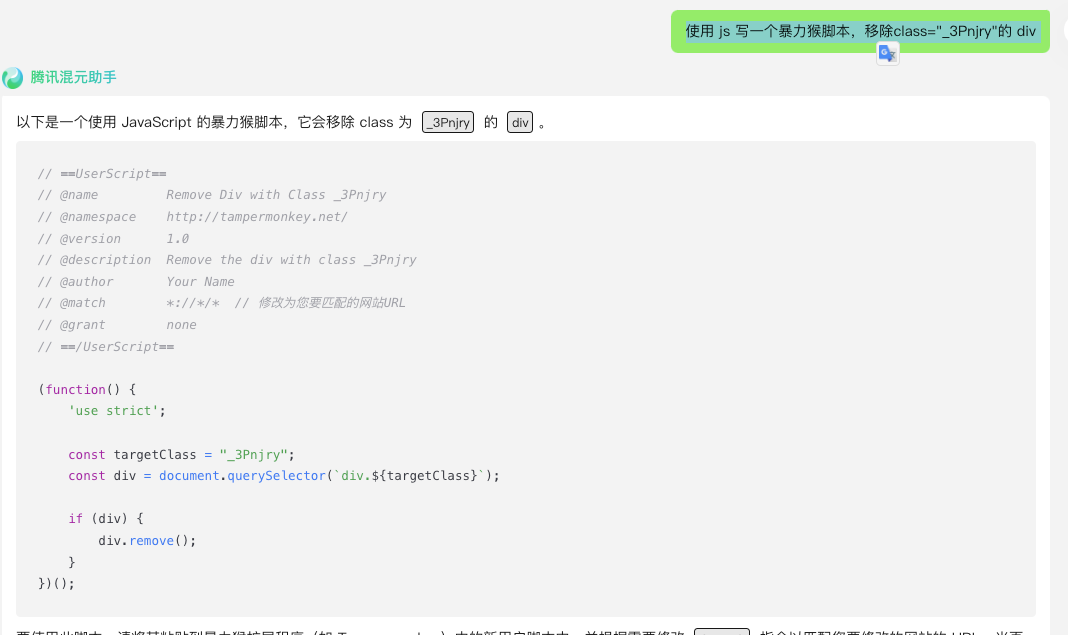 使用 js 写一个暴力猴脚本，移除class="_3Pnjry"的 div
腾讯混元助手
以下是一个使用 JavaScript 的暴力猴脚本，它会移除 class 为 _3Pnjry 的 div 。
// ==UserScript==
// @name         Remove Div with Class _3Pnjry
// @namespace    http://tampermonkey.net/
// @version      1.0
// @description  Remove the div with class _3Pnjry
// @author       Your Name
// @match        *://*/*  // 修改为您要匹配的网站URL
// @grant        none
// ==/UserScript==
(function() {
    'use strict';
    const targetClass = "_3Pnjry";
    const div = document.querySelector(`div.${targetClass}`);
    if (div) {
        div.remove();
    }
})();